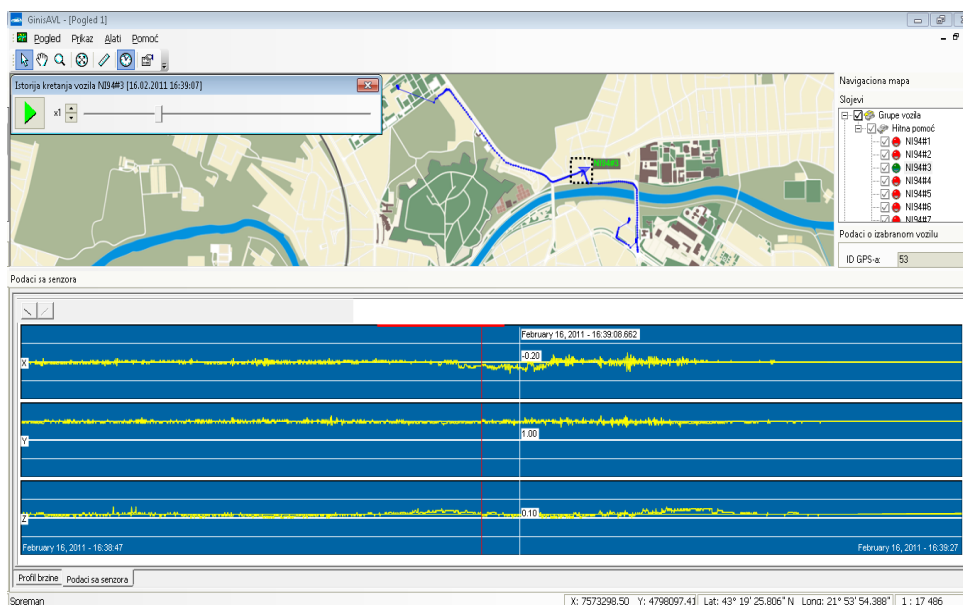 GinisAVL - [Pogled 1]
Pogled Prikaz Alati Pomoć
Istorija kretanja vozila NI94#3 [16.02.2011 16:39:07]
x1
NI94#3
Navigaciona mapa
Slojevi
Grupe vozila
Hitna pomoć
NI94#1
NI94#2
NI94#3
NI94#4
NI94#5
NI94#6
NI94#7
Podaci o izabranom vozilu
ID GPS-a: 53
Podaci sa senzora
February 16, 2011 - 16:39:08.662
-0.20
X
1.00
Y
0.10
Z
February 16, 2011 - 16:38:47 February 16, 2011 - 16:39:27
Profil brzine Podaci sa senzora
Spreman X: 7573298.50 Y: 4798097.41 Lat: 43° 19' 25.806" N Long: 21° 53' 54.388" 1 : 17 486